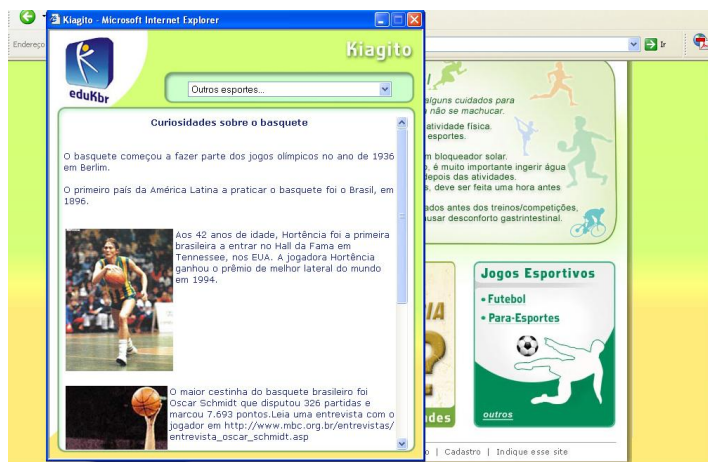 Kiagito - Microsoft Internet Explorer
Endereço
Ir
Kiagito
eduKbr
Outros esportes...
Curiosidades sobre o basquete
O basquete começou a fazer parte dos jogos olímpicos no ano de 1936
em Berlim.
O primeiro país da América Latina a praticar o basquete foi o Brasil, em
1896.
Aos 42 anos de idade, Hortência foi a primeira
brasileira a entrar no Hall da Fama em
Tennessee, nos EUA. A jogadora Hortência
ganhou o prêmio de melhor lateral do mundo
em 1994.
O maior cestinha do basquete brasileiro foi
Oscar Schmidt que disputou 326 partidas e
marcou 7.693 pontos.Leia uma entrevista com o
jogador em http://www.mbc.org.br/entrevistas/
entrevista_oscar_schmidt.asp
alguns cuidados para
não se machucar.
atividade física.
esportes.
m bloqueador solar.
o, é muito importante ingerir água
depois das atividades.
s, deve ser feita uma hora antes
ados antes dos treinos/competições,
usar desconforto gastrintestinal.
IA
?
des
Jogos Esportivos
• Futebol
• Para-Esportes
outros
o | Cadastro | Indique esse site